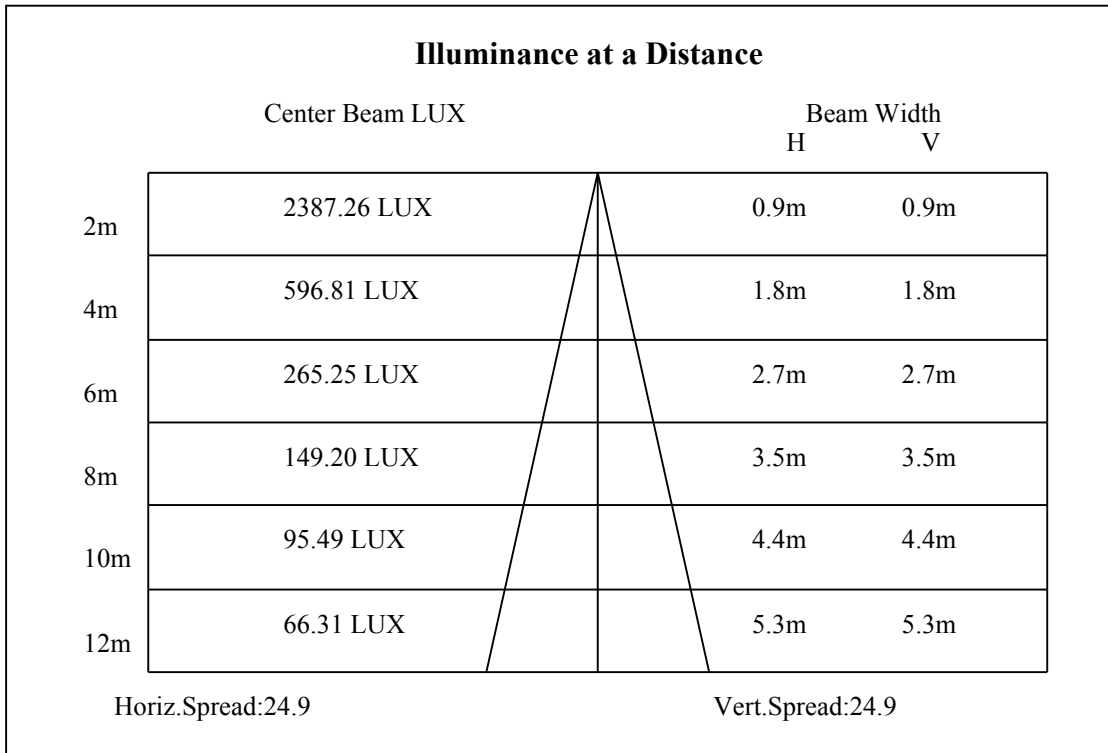 Illuminance at a Distance
Center Beam LUX Beam Width
H V
2m 2387.26 LUX 0.9m 0.9m
4m 596.81 LUX 1.8m 1.8m
6m 265.25 LUX 2.7m 2.7m
8m 149.20 LUX 3.5m 3.5m
10m 95.49 LUX 4.4m 4.4m
12m 66.31 LUX 5.3m 5.3m
Horiz.Spread:24.9 Vert.Spread:24.9